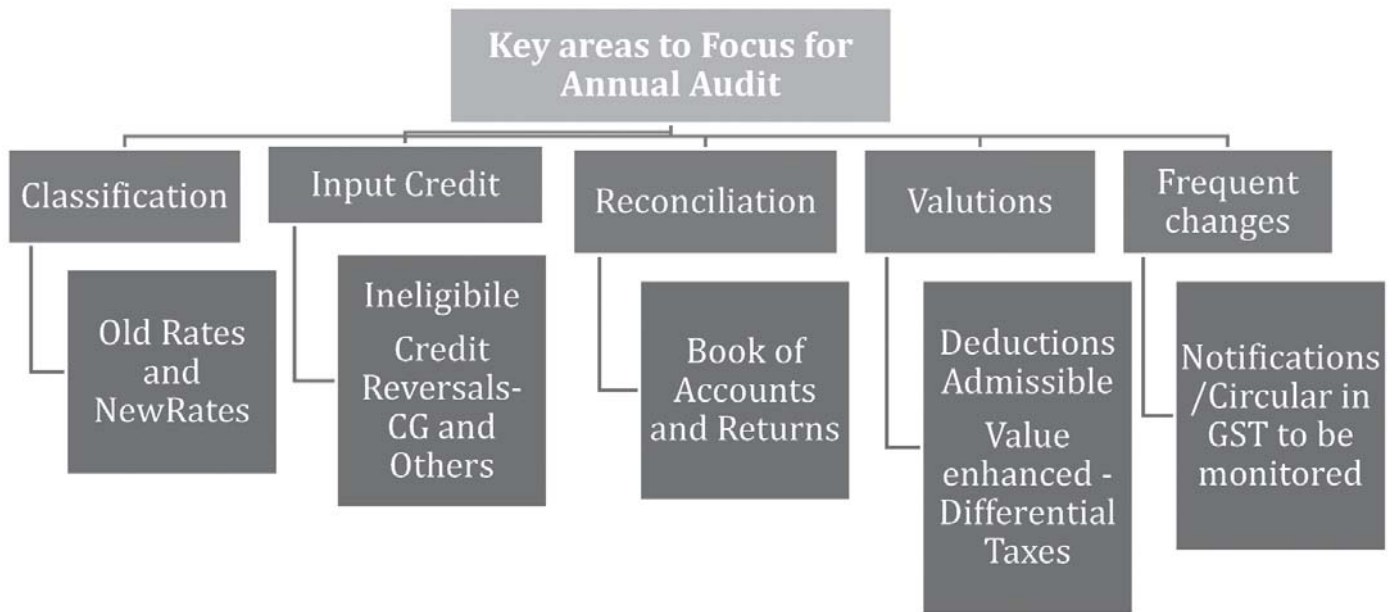 Key areas to Focus for
Annual Audit
Classification
Old Rates
and
NewRates
Input Credit
Ineligibile
Credit
Reversals-
CG and
Others
Reconciliation
Book of
Accounts
and Returns
Valutions
Deductions
Admissible
Value
enhanced -
Differential
Taxes
Frequent
changes
Notifications
/Circular in
GST to be
monitored